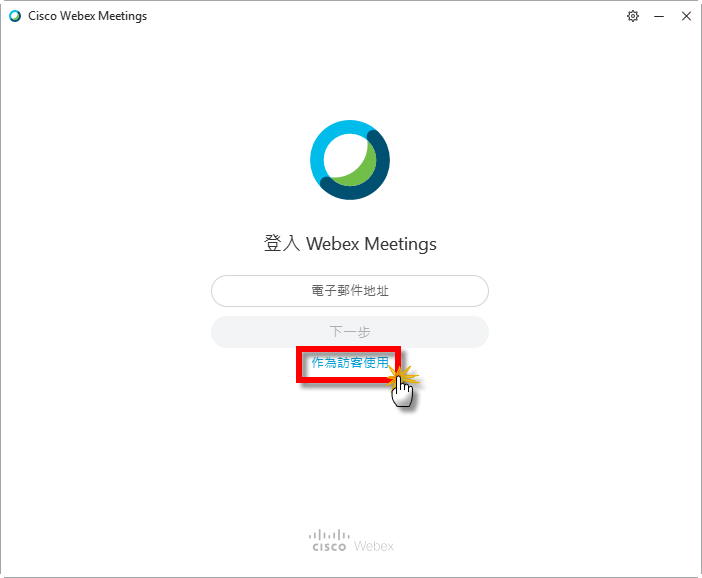 Cisco Webex Meetings
登入 Webex Meetings
電子郵件地址
下一步
作為訪客使用
cisco Webex